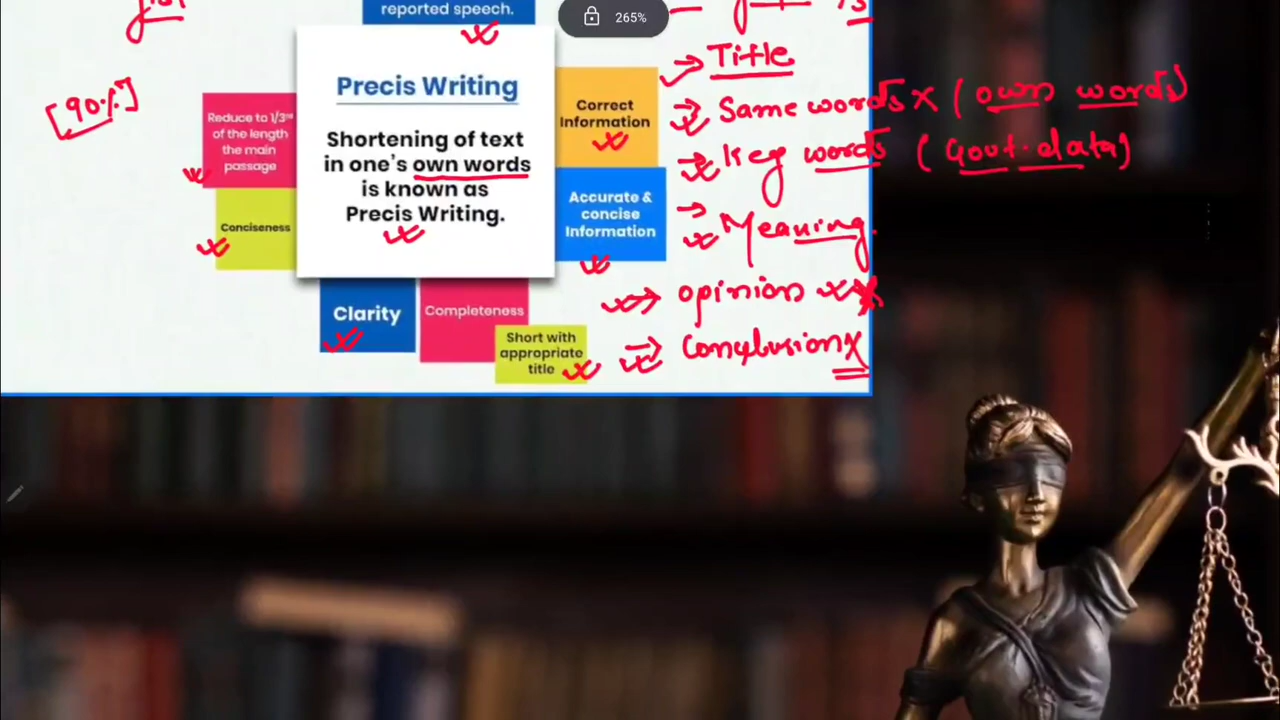 reported speech.
265%
Precis Writing
Shortening of text
in one's own words
is known as
Precis Writing.
[90%]
Reduce to 1/3rd
of the length
the main
passage
Conciseness
Clarity
Completeness
Short with
appropriate
title
Correct
Information
Accurate &
concise
Information
→ Title
→ Same words x (own words)
→ Key words (Govt. data)
→ Meaning.
→ opinion
→ Conclusion x